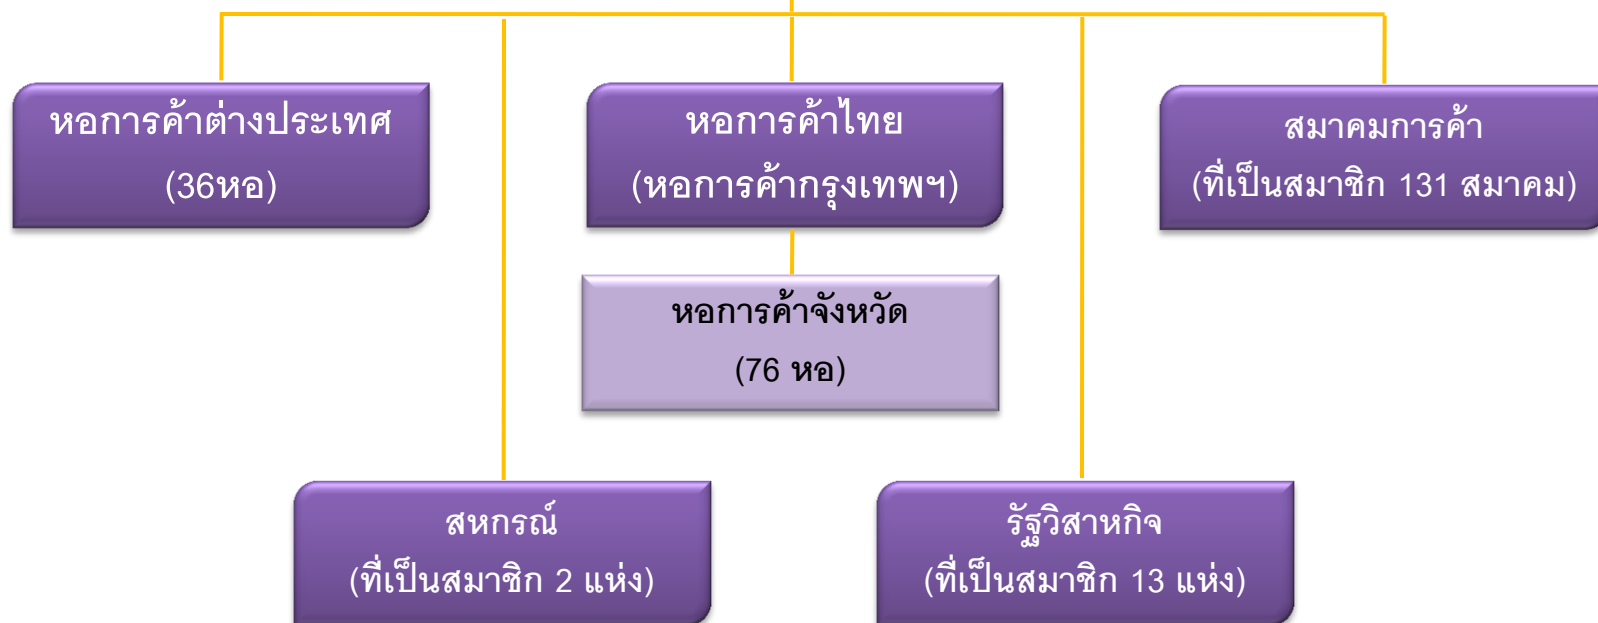 หอการค้าต่างประเทศ
(36หอ)
หอการค้าไทย
(หอการค้ากรุงเทพฯ)
สมาคมการค้า
(ที่เป็นสมาชิก 131 สมาคม)
หอการค้าจังหวัด
(76 หอ)
สหกรณ์
(ที่เป็นสมาชิก 2 แห่ง)
รัฐวิสาหกิจ
(ที่เป็นสมาชิก 13 แห่ง)